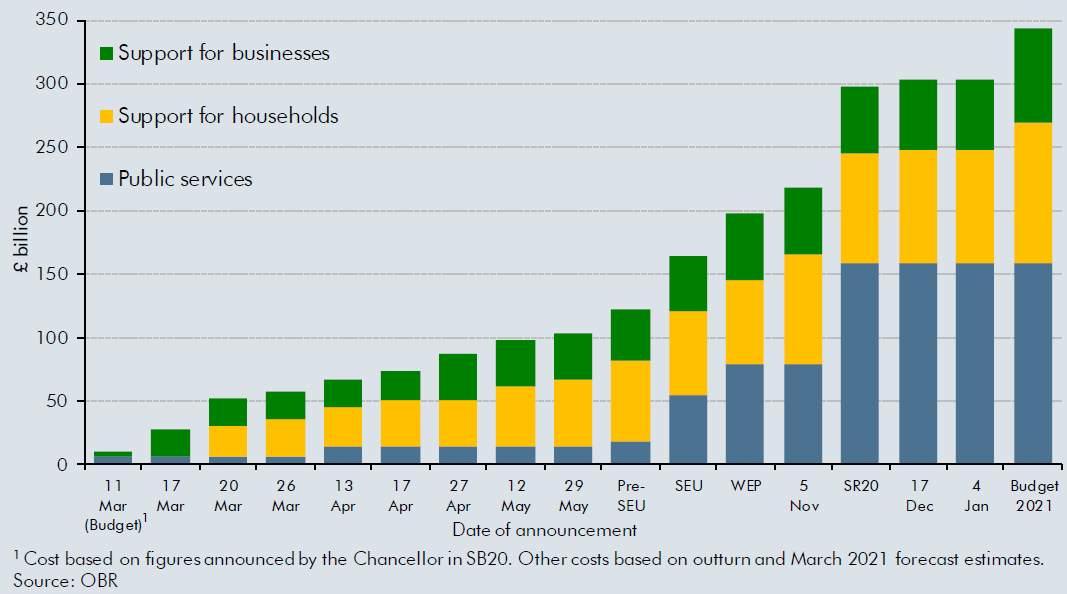 350
300
250
200
150
100
50
0
£ billion
Support for businesses
Support for households
Public services
11 Mar (Budget)¹
17 Mar
20 Mar
26 Mar
13 Apr
17 Apr
27 Apr
12 May
29 May
Pre-SEU
SEU
WEP
5 Nov
SR20
17 Dec
4 Jan
Budget 2021
Date of announcement
¹ Cost based on figures announced by the Chancellor in SB20. Other costs based on outturn and March 2021 forecast estimates.
Source: OBR